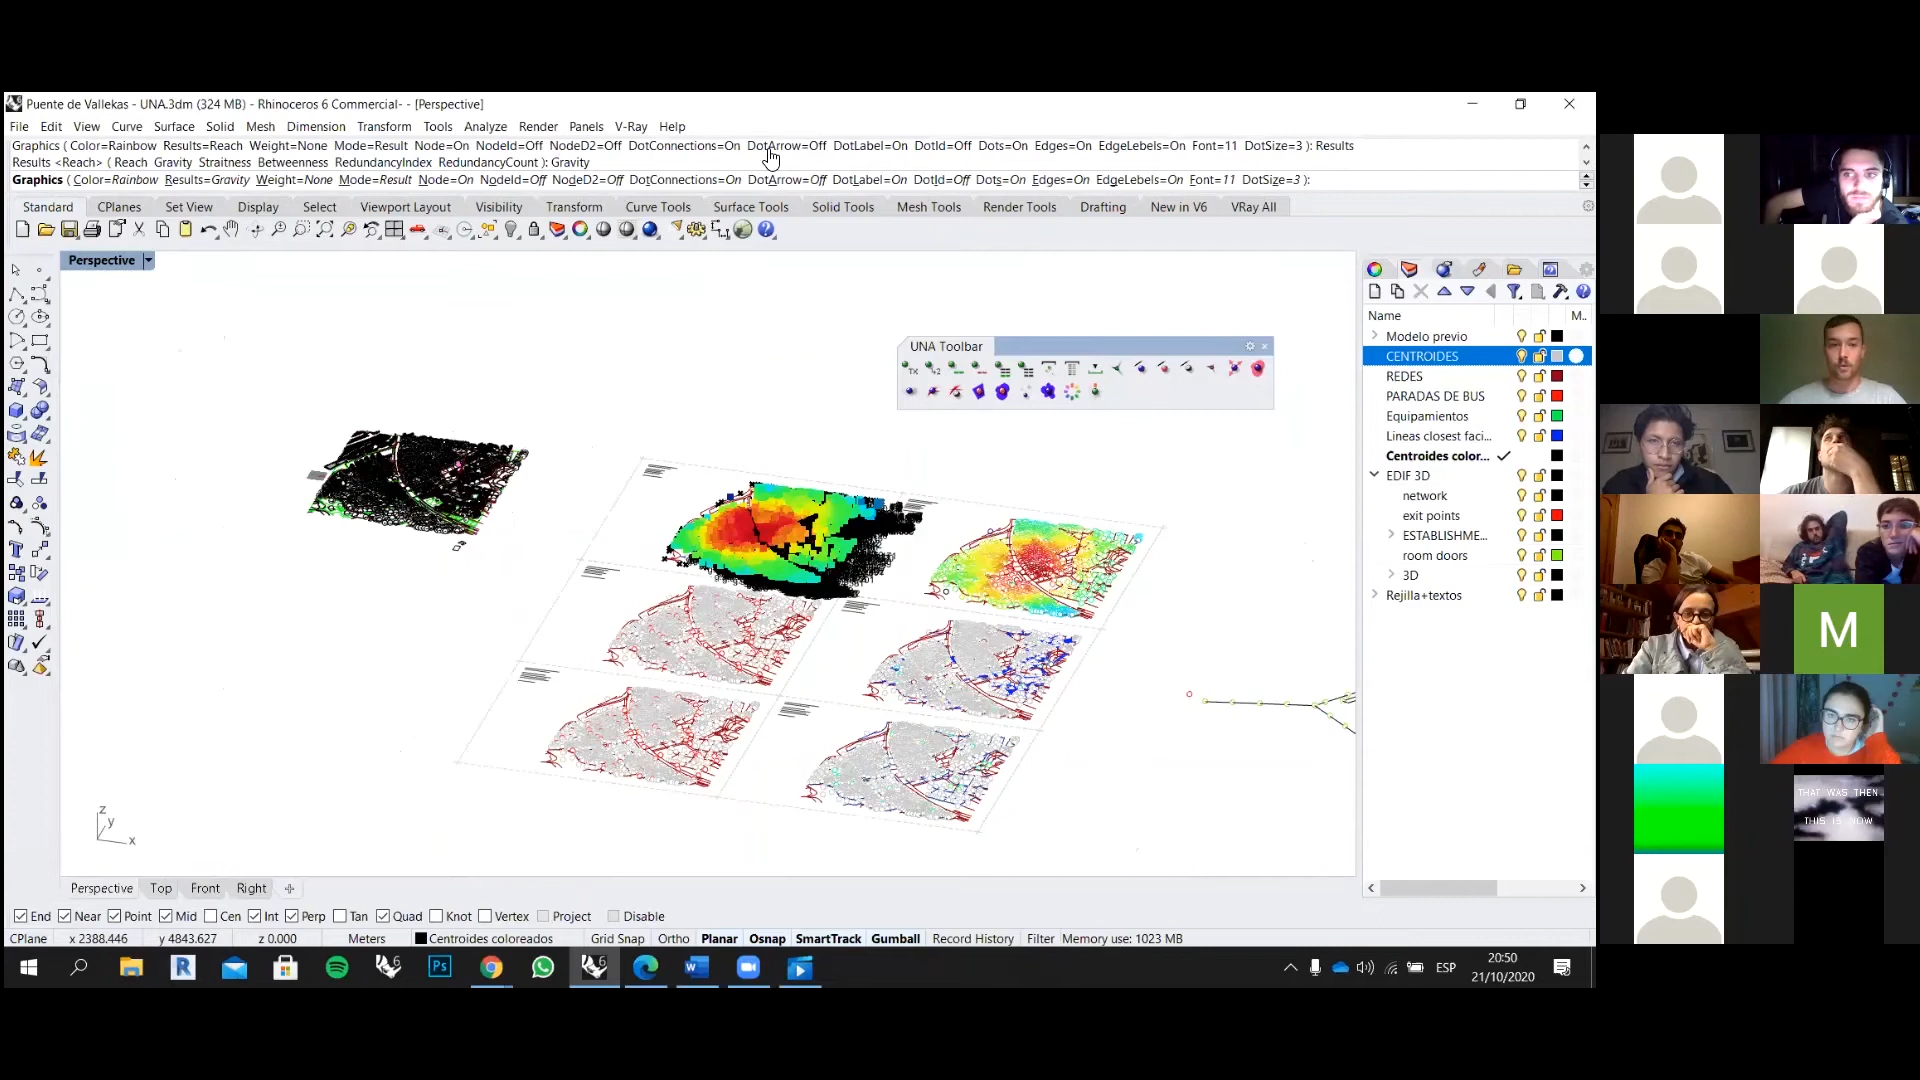 Puente de Vallekas - UNA.3dm (324 MB) - Rhinoceros 6 Commercial- - [Perspective]
File Edit View Curve Surface Solid Mesh Dimension Transform Tools Analyze Render Panels V-Ray Help
Graphics ( Color=Rainbow Results=Reach Weight=None Mode=Result Node=On NodeId=Off NodeD2=Off DotConnections=On DotArrow=Off DotLabel=On DotId=Off Dots=On Edges=On EdgeLebels=On Font=11 DotSize=3 ): Results
Results <Reach> ( Reach Gravity Straitness Betweenness RedundancyIndex RedundancyCount ): Gravity
Graphics ( Color=Rainbow Results=Gravity Weight=None Mode=Result Node=On NodeId=Off NodeD2=Off DotConnections=On DotArrow=Off DotLabel=On DotId=Off Dots=On Edges=On EdgeLebels=On Font=11 DotSize=3 ):
Standard CPlanes Set View Display Select Viewport Layout Visibility Transform Curve Tools Surface Tools Solid Tools Mesh Tools Render Tools Drafting New in V6 VRay All
Perspective
UNA Toolbar
Name M..
Modelo previo
CENTROIDES
REDES
PARADAS DE BUS
Equipamientos
Lineas closest faci...
Centroides color...
EDIF 3D
network
exit points
ESTABLISHME...
room doors
3D
Rejilla+textos
z
y
x
Perspective Top Front Right
End Near Point Mid Cen Int Perp Tan Quad Knot Vertex Project Disable
CPlane x 2388.446 y 4843.627 z 0.000 Meters Centroides coloreados Grid Snap Ortho Planar Osnap SmartTrack Gumball Record History Filter Memory use: 1023 MB
R 6 Ps 6 W ESP
20:50
21/10/2020
M
THAT WAS THEN
THIS IS NOW